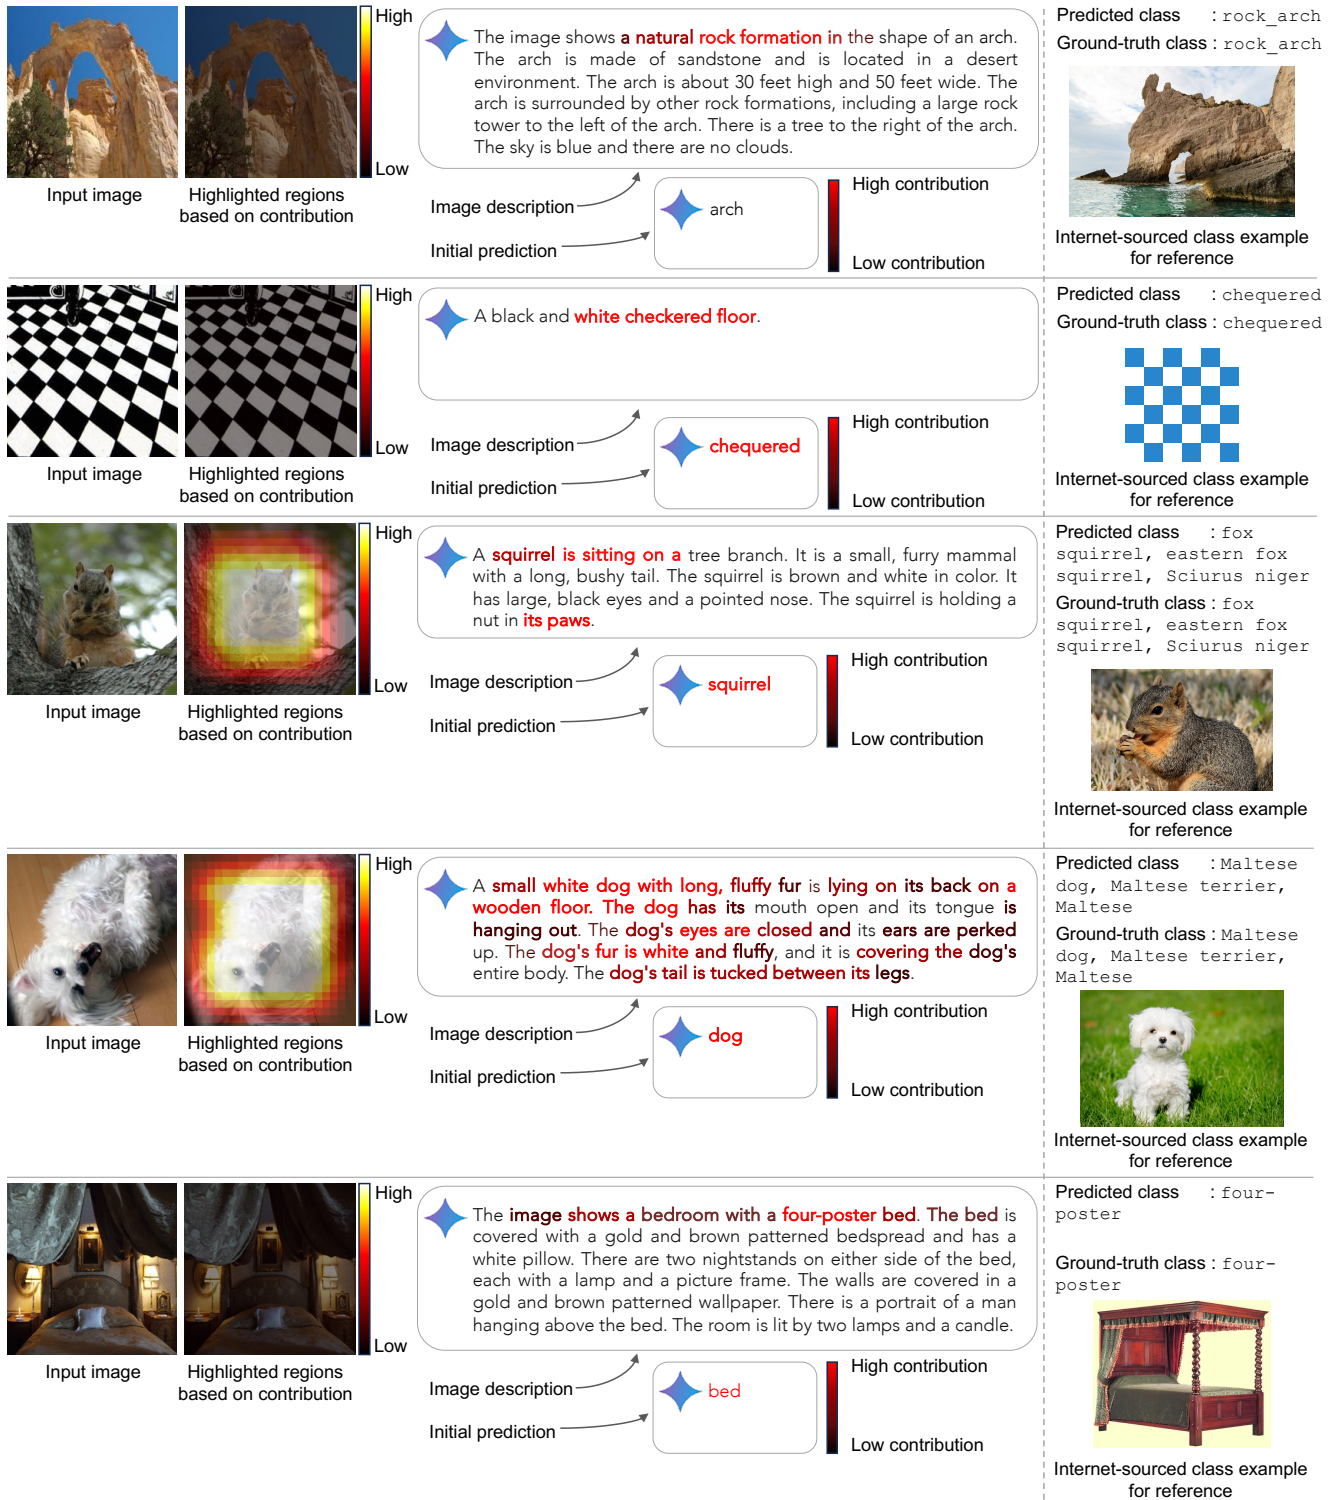 High
Low
Input image
Highlighted regions
based on contribution
The image shows a natural rock formation in the shape of an arch.
The arch is made of sandstone and is located in a desert
environment. The arch is about 30 feet high and 50 feet wide. The
arch is surrounded by other rock formations, including a large rock
tower to the left of the arch. There is a tree to the right of the arch.
The sky is blue and there are no clouds.
Image description
Initial prediction
arch
High contribution
Low contribution
Predicted class : rock_arch
Ground-truth class : rock_arch
Internet-sourced class example
for reference
High
Low
Input image
Highlighted regions
based on contribution
A black and white checkered floor.
Image description
Initial prediction
chequered
High contribution
Low contribution
Predicted class : chequered
Ground-truth class : chequered
Internet-sourced class example
for reference
High
Low
Input image
Highlighted regions
based on contribution
A squirrel is sitting on a tree branch. It is a small, furry mammal
with a long, bushy tail. The squirrel is brown and white in color. It
has large, black eyes and a pointed nose. The squirrel is holding a
nut in its paws.
Image description
Initial prediction
squirrel
High contribution
Low contribution
Predicted class : fox
squirrel, eastern fox
squirrel, Sciurus niger
Ground-truth class : fox
squirrel, eastern fox
squirrel, Sciurus niger
Internet-sourced class example
for reference
High
Low
Input image
Highlighted regions
based on contribution
A small white dog with long, fluffy fur is lying on its back on a
wooden floor. The dog has its mouth open and its tongue is
hanging out. The dog's eyes are closed and its ears are perked
up. The dog's fur is white and fluffy, and it is covering the dog's
entire body. The dog's tail is tucked between its legs.
Image description
Initial prediction
dog
High contribution
Low contribution
Predicted class : Maltese
dog, Maltese terrier,
Maltese
Ground-truth class : Maltese
dog, Maltese terrier,
Maltese
Internet-sourced class example
for reference
High
Low
Input image
Highlighted regions
based on contribution
The image shows a bedroom with a four-poster bed. The bed is
covered with a gold and brown patterned bedspread and has a
white pillow. There are two nightstands on either side of the bed,
each with a lamp and a picture frame. The walls are covered in a
gold and brown patterned wallpaper. There is a portrait of a man
hanging above the bed. The room is lit by two lamps and a candle.
Image description
Initial prediction
bed
High contribution
Low contribution
Predicted class : four-
poster
Ground-truth class : four-
poster
Internet-sourced class example
for reference